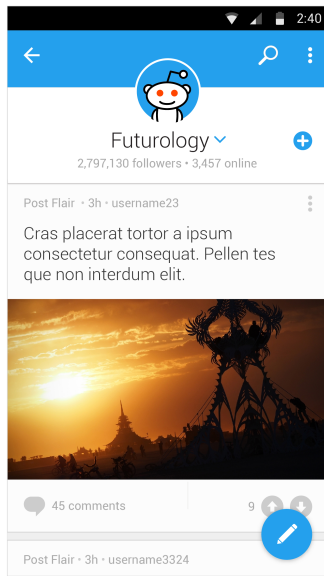 2:40
Futurology
2,797,130 followers • 3,457 online
Post Flair • 3h • username23
Cras placerat tortor a ipsum
consectetur consequat. Pellen tes
que non interdum elit.
45 comments
9
Post Flair • 3h • username3324